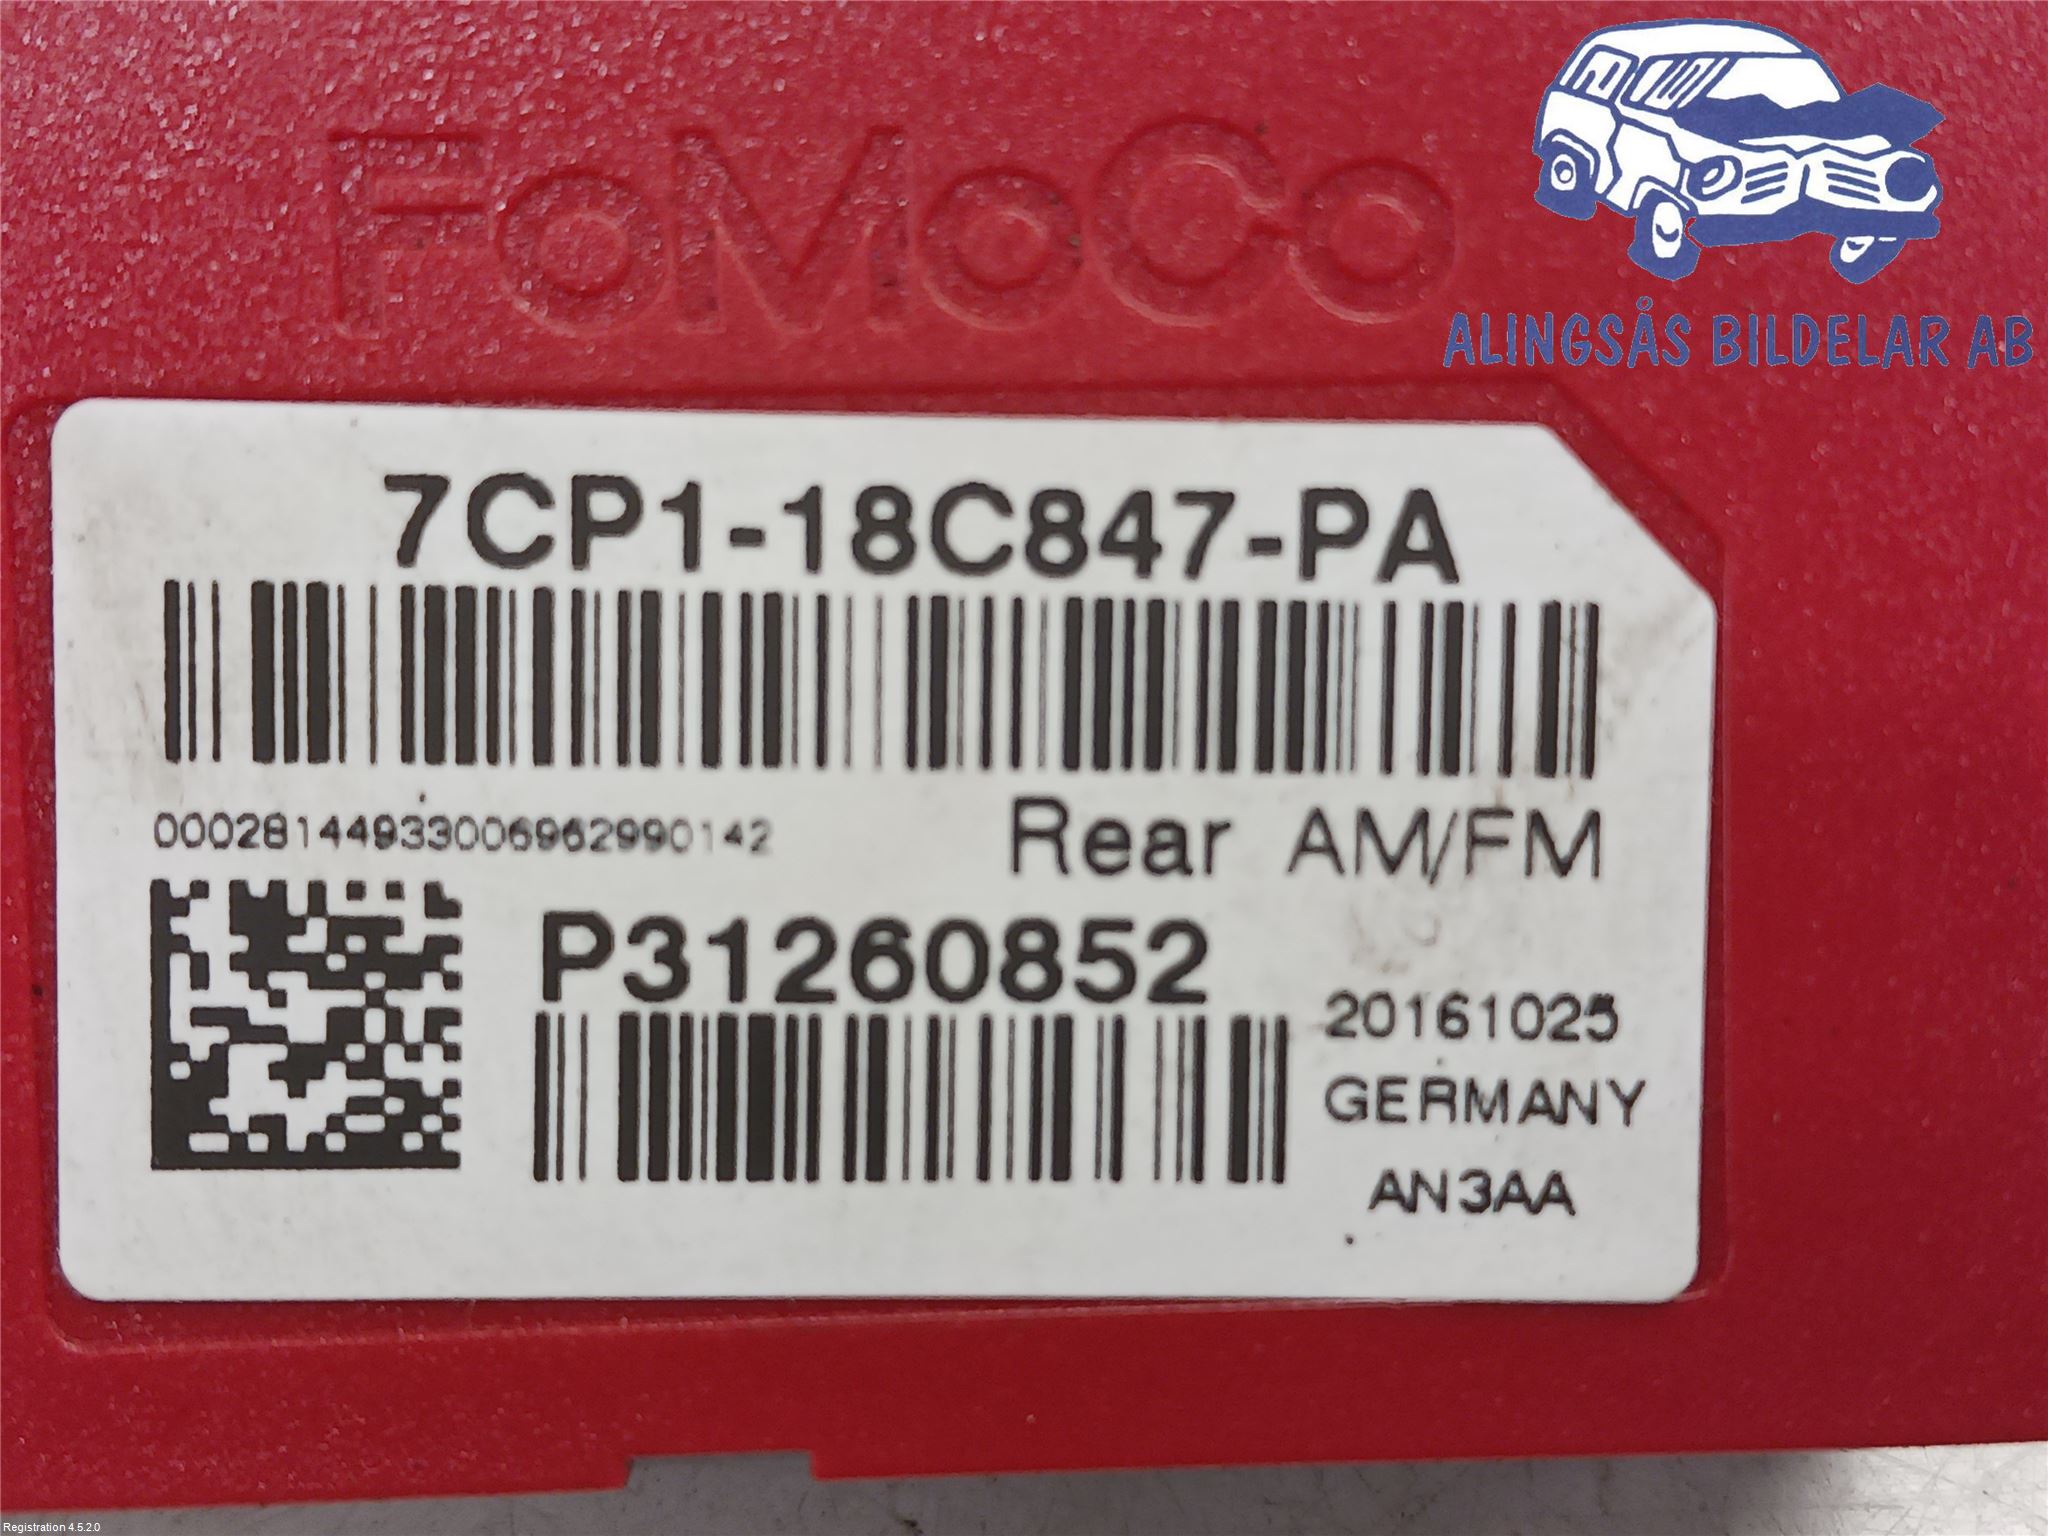 FoMoCo
ALINGSÅS BILDELAR AB
7CP1-18C847-PA
00028144933006962990142
Rear AM/FM
P31260852
20161025
GERMANY
AN3AA
Registration 4.5.2.0